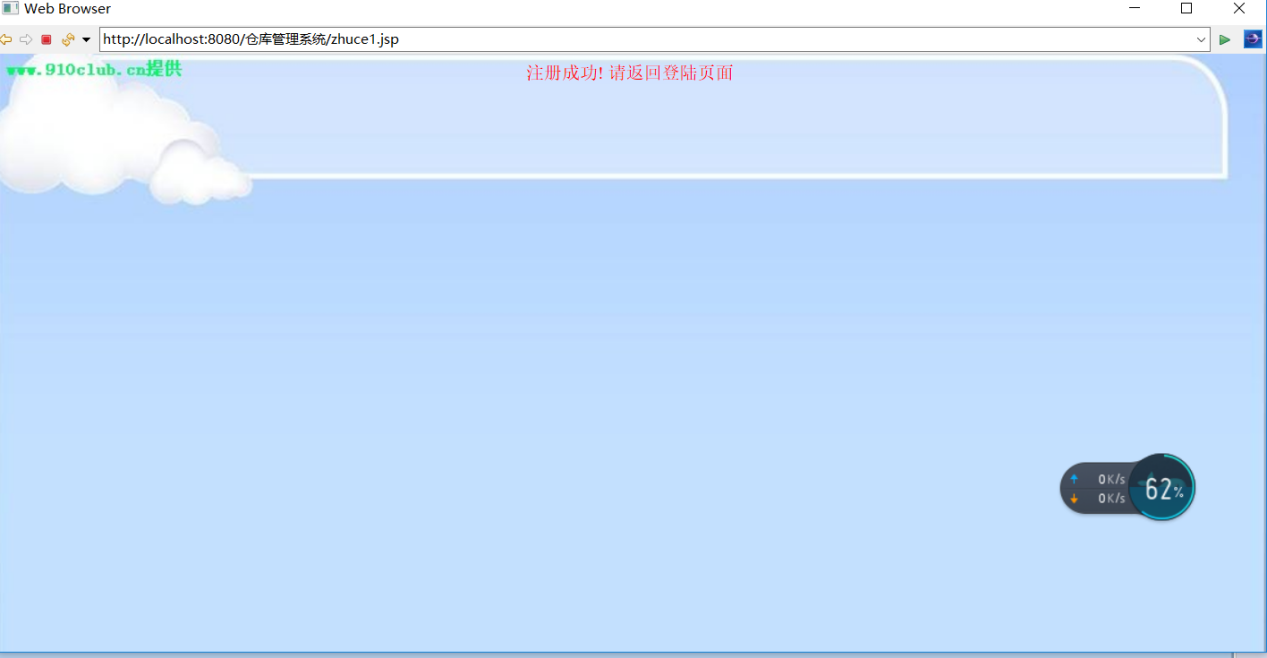 Web Browser
http://localhost:8080/仓库管理系统/zhuce1.jsp
www.910club.cn提供
注册成功! 请返回登陆页面
0K/s
0K/s
62%